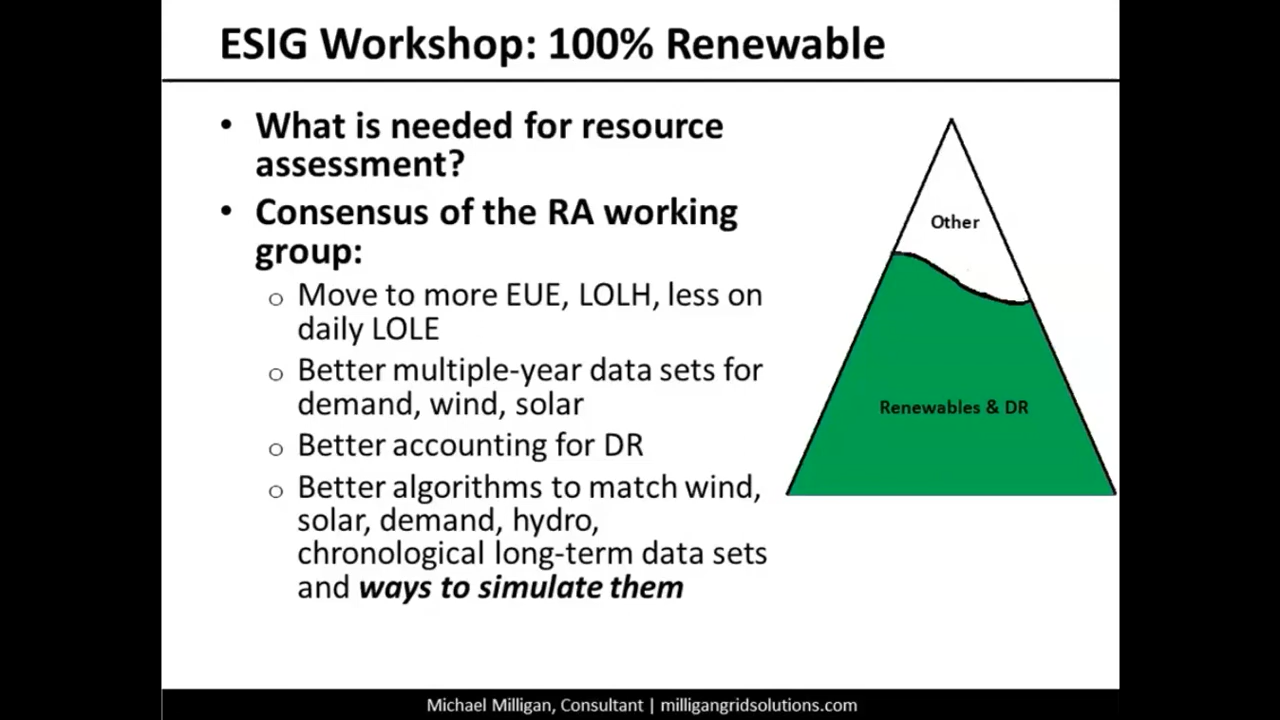 ESIG Workshop: 100% Renewable
• What is needed for resource
assessment?
• Consensus of the RA working
group:
o Move to more EUE, LOLH, less on
daily LOLE
o Better multiple-year data sets for
demand, wind, solar
o Better accounting for DR
o Better algorithms to match wind,
solar, demand, hydro,
chronological long-term data sets
and ways to simulate them
Other
Renewables & DR
Michael Milligan, Consultant | milligangridsolutions.com